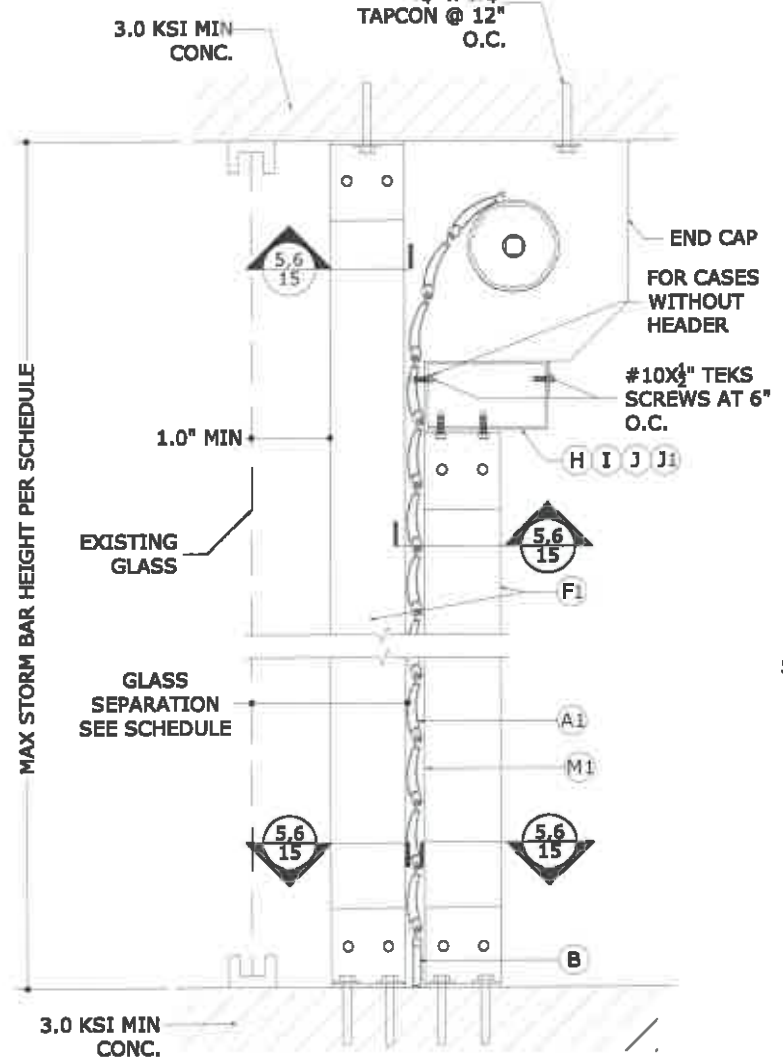 TAPCON @ 12"
O.C.
3.0 KSI MIN
CONC.
END CAP
5,6
15
FOR CASES
WITHOUT
HEADER
#10X1/2" TEKS
SCREWS AT 6"
O.C.
1.0" MIN
H I J J1
MAX STORM BAR HEIGHT PER SCHEDULE
EXISTING
GLASS
5,6
15
F1
GLASS
SEPARATION
SEE SCHEDULE
A1
M1
5,6
15
5,6
15
B
3.0 KSI MIN
CONC.